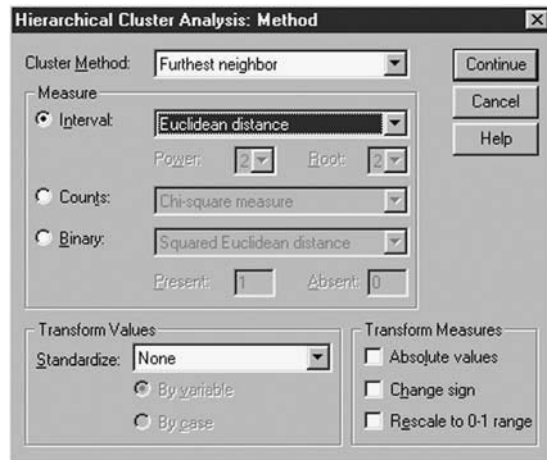 Hierarchical Cluster Analysis: Method
Cluster Method: Furthest neighbor
Continue
Measure
Cancel
Interval: Euclidean distance
Help
Power: 2 Root: 2
Counts: Chi-square measure
Binary: Squared Euclidean distance
Present: 1 Absent: 0
Transform Values
Standardize: None
By variable
By case
Transform Measures
Absolute values
Change sign
Rescale to 0-1 range